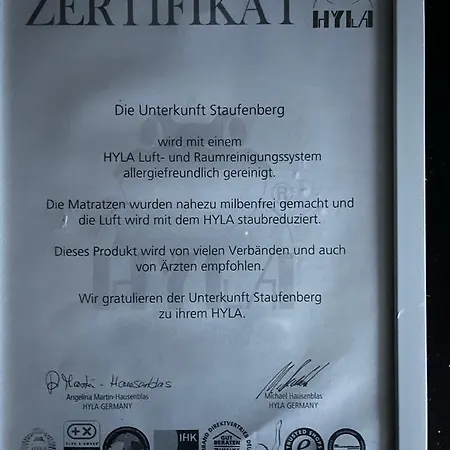 ZERTIFIKAT
HYLA
Die Unterkunft Staufenberg
wird mit einem
HYLA Luft- und Raumreinigungssystem
allergiefreundlich gereinigt.
Die Matratzen wurden nahezu milbenfrei gemacht und
die Luft wird mit dem HYLA staubreduziert.
Dieses Produkt wird von vielen Verbänden und auch
von Ärzten empfohlen.
Wir gratulieren der Unterkunft Staufenberg
zu ihrem HYLA.
Angelina Martin-Hausenblas
HYLA GERMANY
Michael Hausenblas
HYLA GERMANY
IHK
GUT
BERATEN